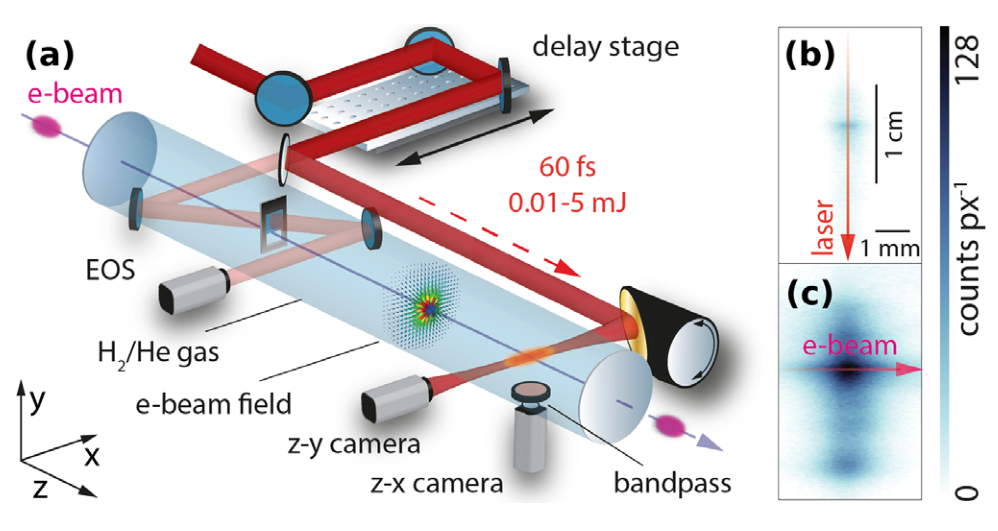 (a)
e-beam
delay stage
60 fs
0.01-5 mJ
EOS
H₂/He gas
e-beam field
z-y camera
z-x camera
bandpass
y
x
z
(b)
1 cm
laser
1 mm
(c)
e-beam
128
counts px⁻¹
0